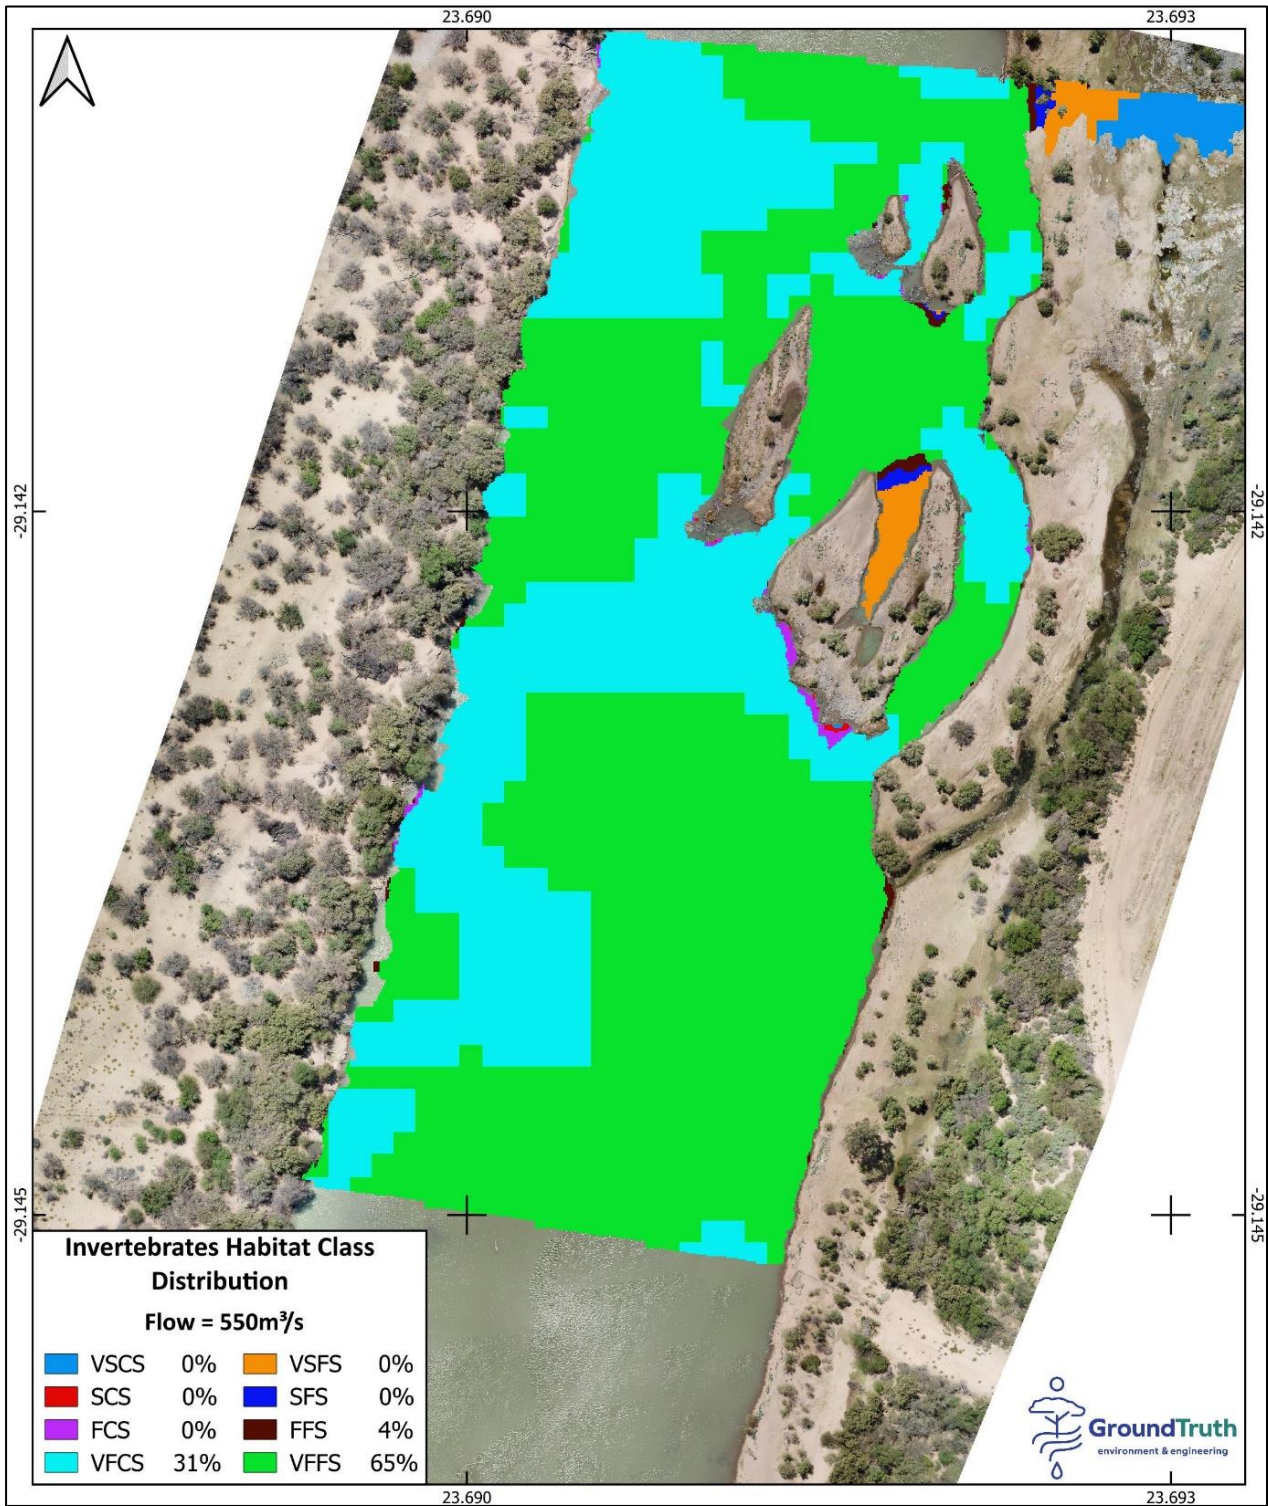 23.690
23.693
-29.142
-29.142
-29.145
-29.145
Invertebrates Habitat Class
Distribution
Flow = 550m³/s
VSCS 0% VSFS 0%
SCS 0% SFS 0%
FCS 0% FFS 4%
VFCS 31% VFFS 65%
GroundTruth
environment & engineering
23.690
23.693